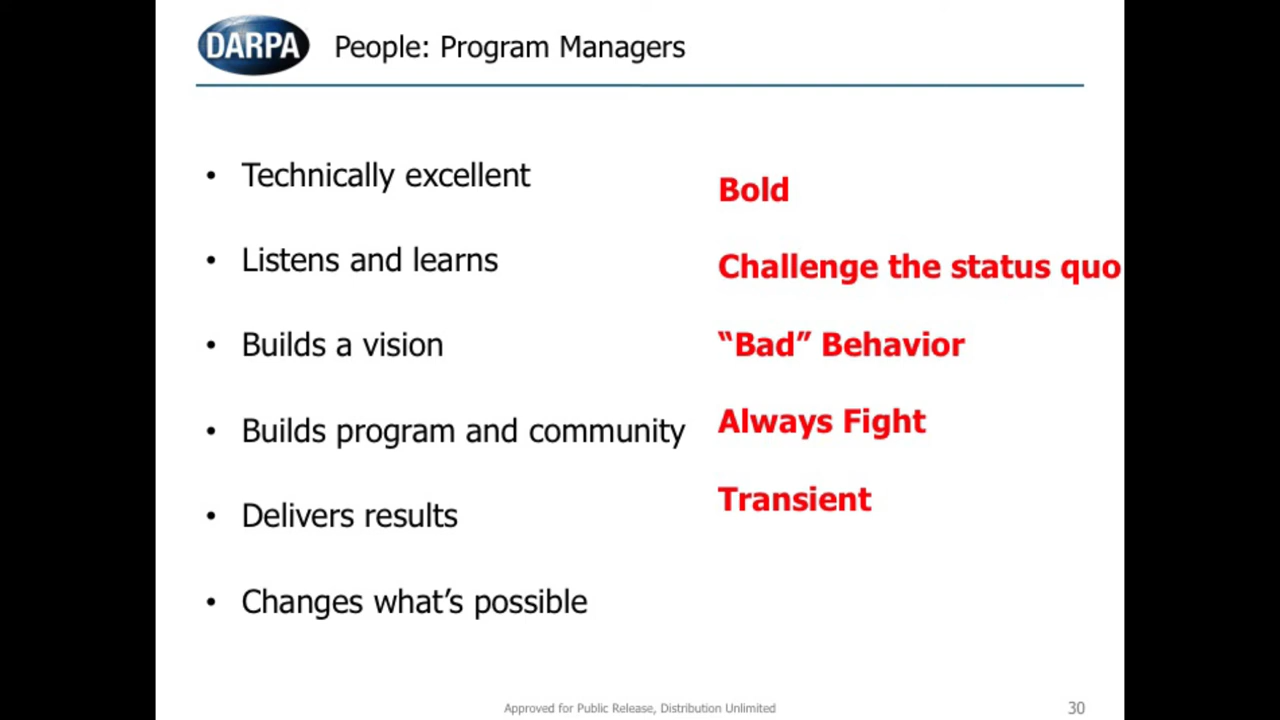 DARPA
People: Program Managers
• Technically excellent
• Listens and learns
• Builds a vision
• Builds program and community
• Delivers results
• Changes what’s possible
Bold
Challenge the status quo
“Bad” Behavior
Always Fight
Transient
Approved for Public Release, Distribution Unlimited
30